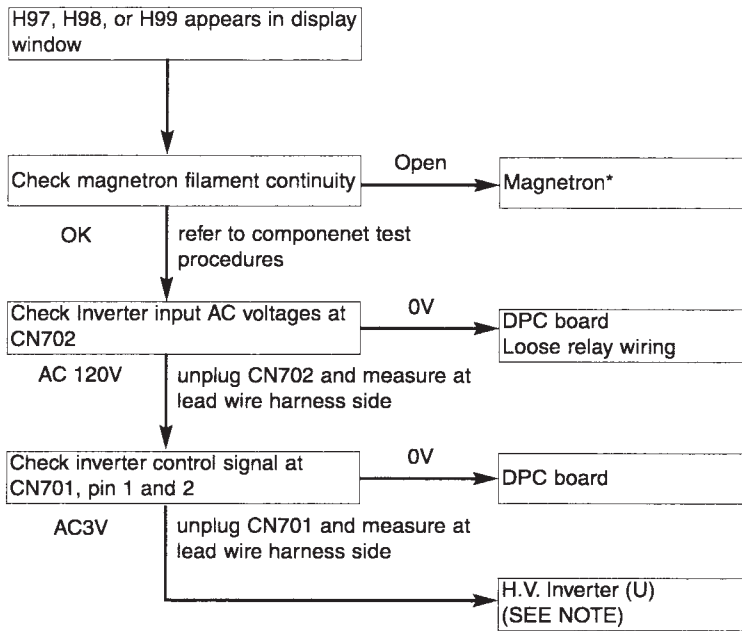 H97, H98, or H99 appears in display
window
Check magnetron filament continuity
Open
Magnetron*
OK
refer to componenet test
procedures
Check Inverter input AC voltages at
CN702
0V
DPC board
Loose relay wiring
AC 120V
unplug CN702 and measure at
lead wire harness side
Check inverter control signal at
CN701, pin 1 and 2
0V
DPC board
AC3V
unplug CN701 and measure at
lead wire harness side
H.V. Inverter (U)
(SEE NOTE)